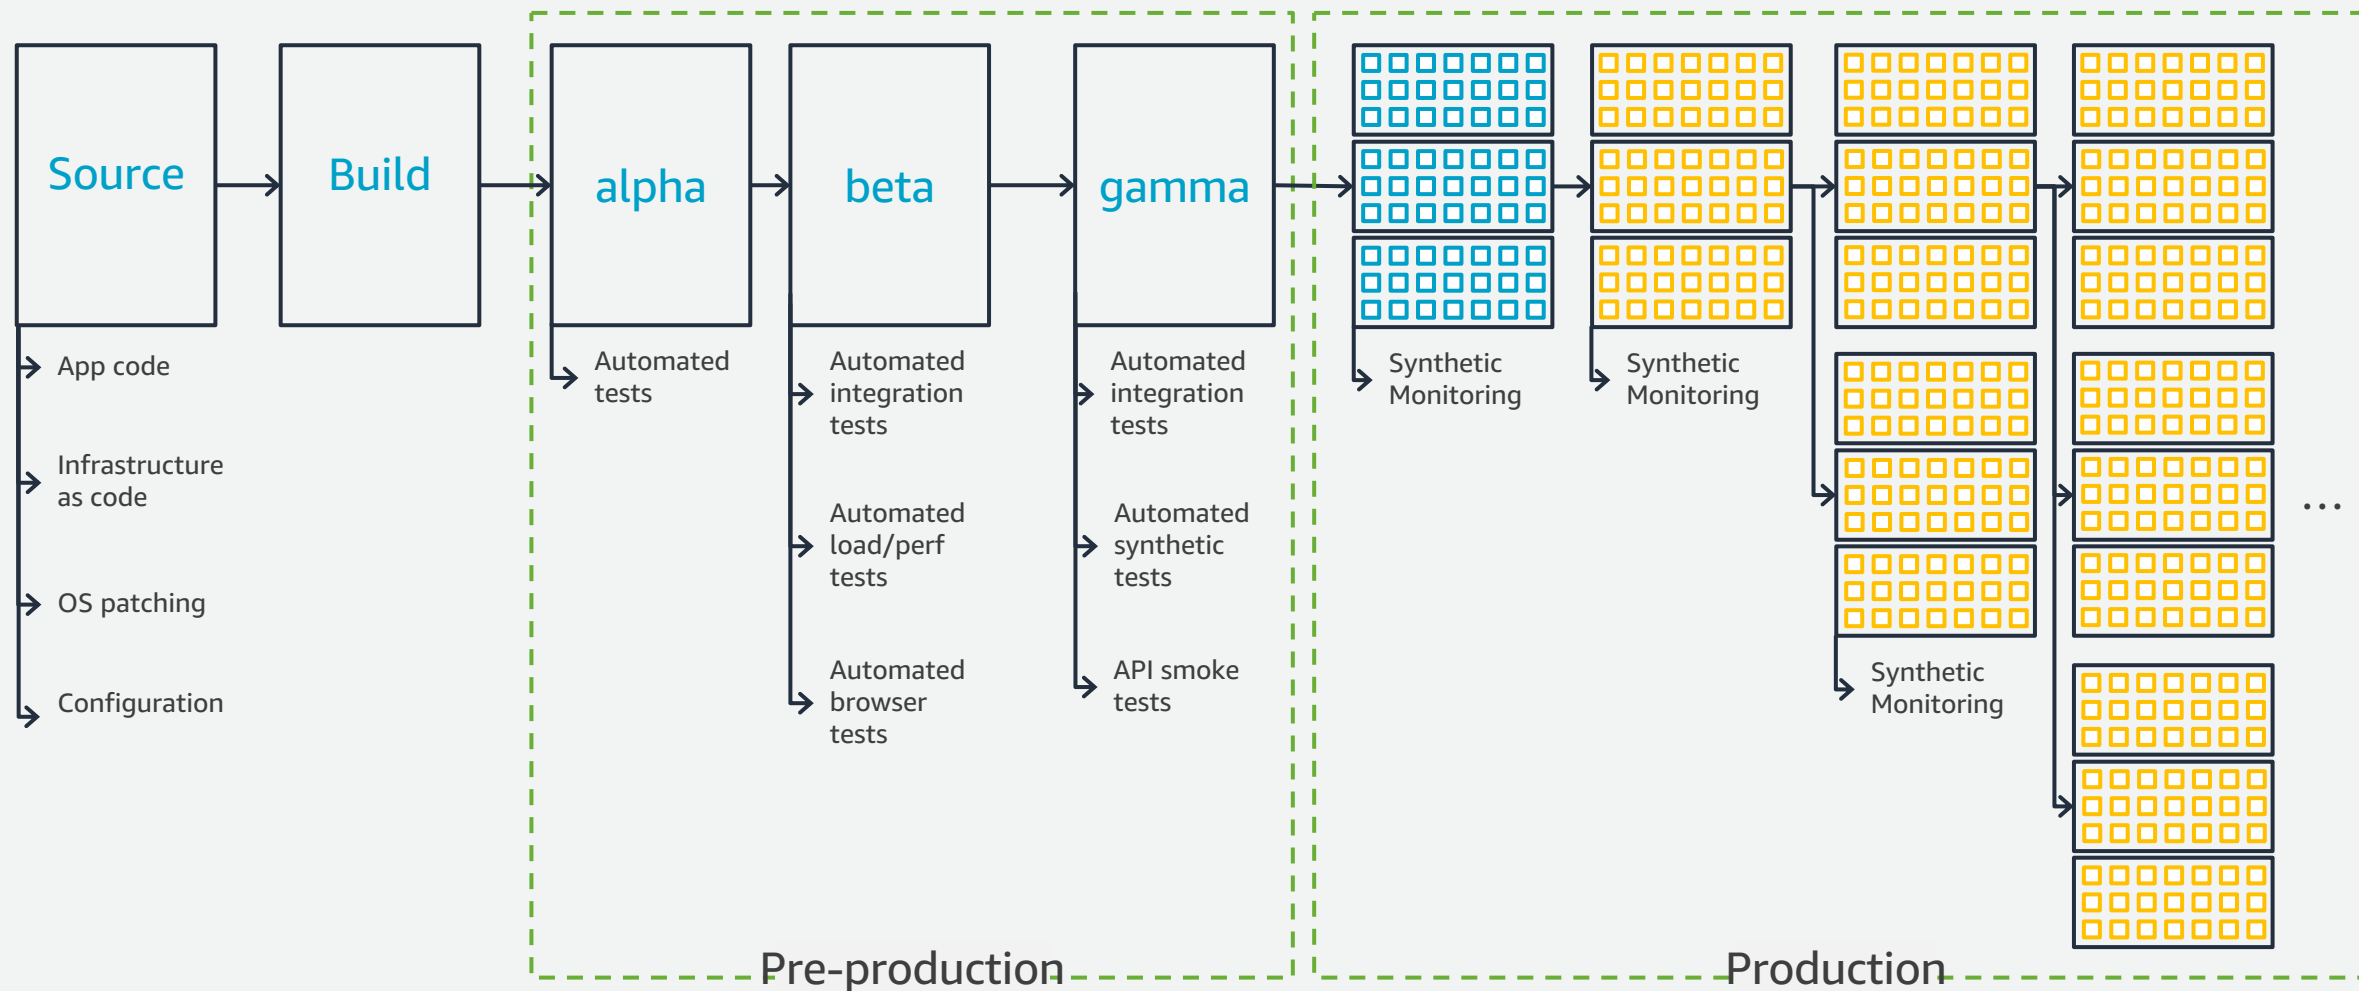 Source
Build
alpha
beta
gamma
App code
Infrastructure
as code
OS patching
Configuration
Automated
tests
Automated
integration
tests
Automated
load/perf
tests
Automated
browser
tests
Automated
integration
tests
Automated
synthetic
tests
API smoke
tests
Synthetic
Monitoring
Synthetic
Monitoring
Synthetic
Monitoring
...
Pre-production
Production